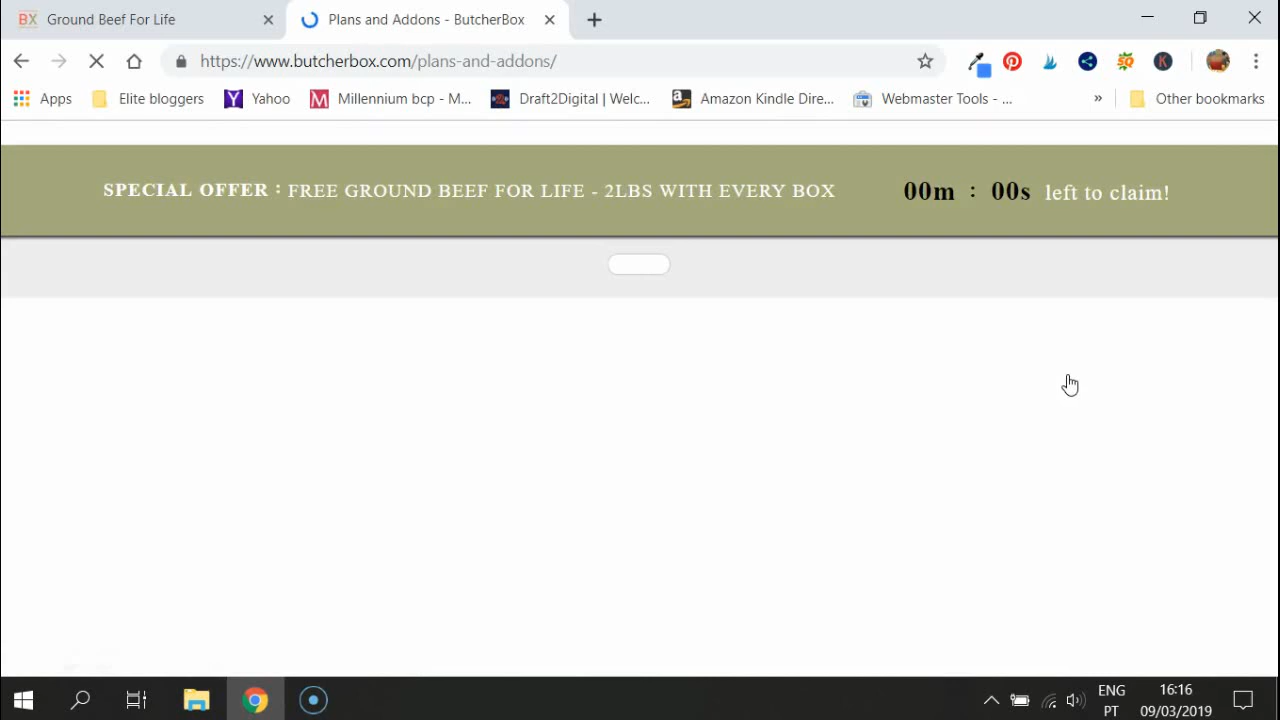 BX Ground Beef For Life
Plans and Addons - ButcherBox
https://www.butcherbox.com/plans-and-addons/
SQ
K
Apps
Elite bloggers
Yahoo
Millennium bcp - M...
Draft2Digital | Welc...
Amazon Kindle Dire...
Webmaster Tools - ...
»
Other bookmarks
SPECIAL OFFER : FREE GROUND BEEF FOR LIFE - 2LBS WITH EVERY BOX
00m : 00s left to claim!
ENG
PT
16:16
09/03/2019